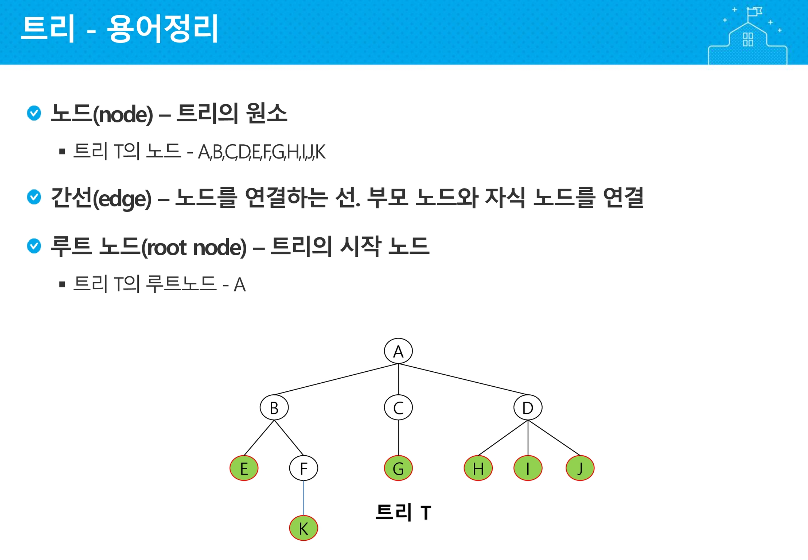 트리 - 용어정리
노드(node) – 트리의 원소
트리 T의 노드 - A,B,C,D,E,F,G,H,I,J,K
간선(edge) – 노드를 연결하는 선. 부모 노드와 자식 노드를 연결
루트 노드(root node) – 트리의 시작 노드
트리 T의 루트노드 - A
A
B C D
E F G H I J
K
트리 T